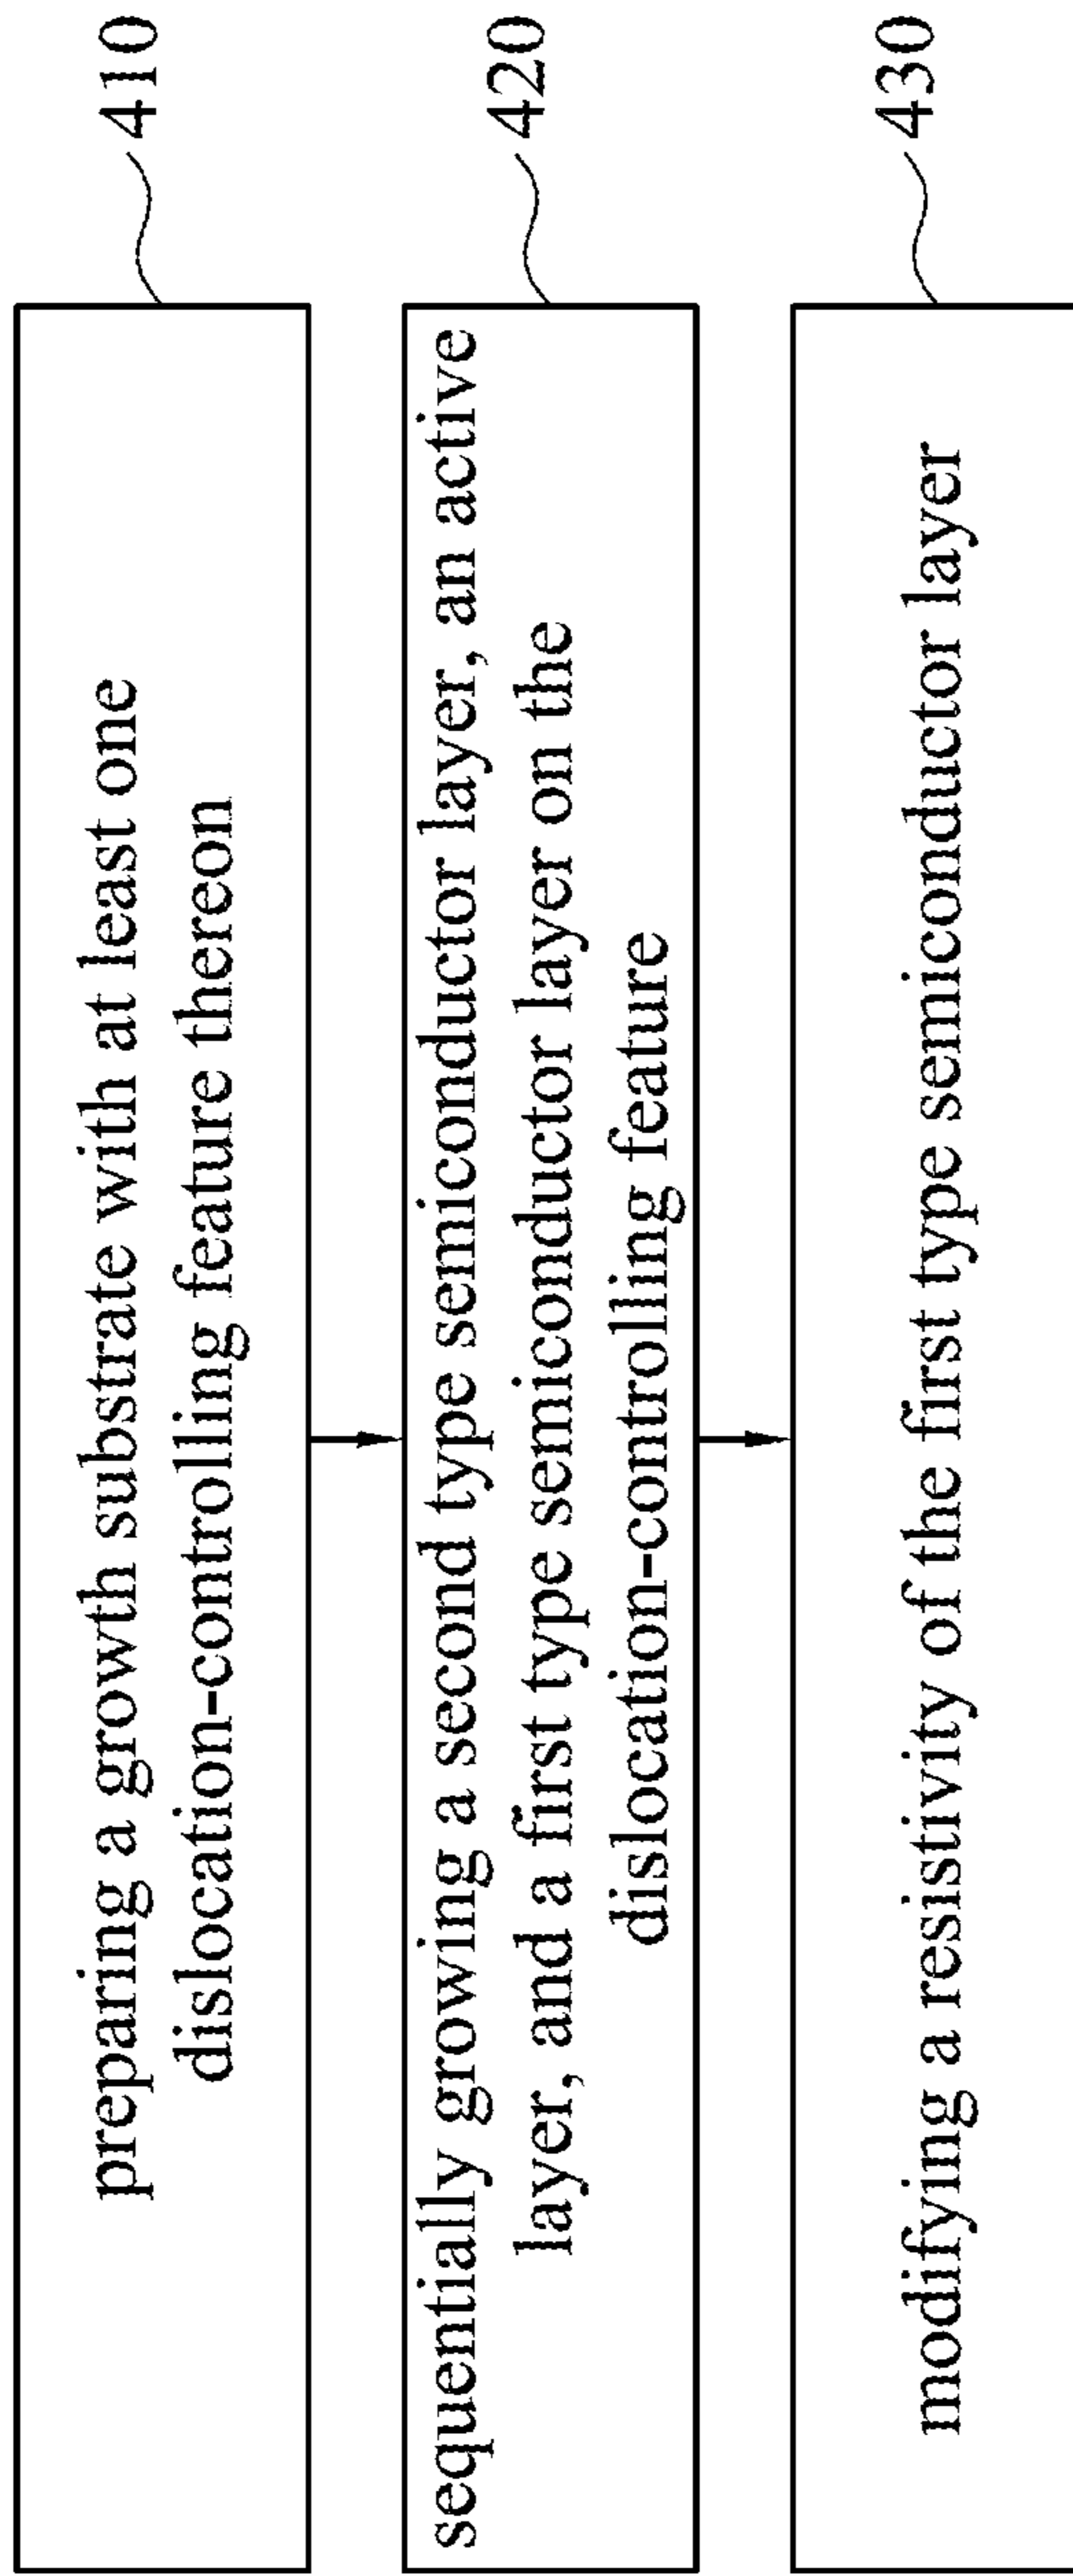 preparing a growth substrate with at least one
dislocation-controlling feature thereon
410
sequentially growing a second type semiconductor layer, an active
layer, and a first type semiconductor layer on the
dislocation-controlling feature
420
modifying a resistivity of the first type semiconductor layer
430